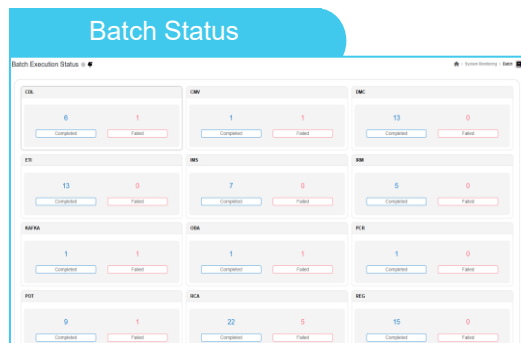 Batch Status
Batch Execution Status
System Monitoring > Batch
CDL
CMV
DMC
6 1
1 1
13 0
Completed Failed
Completed Failed
Completed Failed
ETI
IMS
IRM
13 0
7 0
5 0
Completed Failed
Completed Failed
Completed Failed
KAFKA
OBA
PCR
1 1
1 1
1 0
Completed Failed
Completed Failed
Completed Failed
PDT
RCA
REG
9 1
22 5
15 0
Completed Failed
Completed Failed
Completed Failed